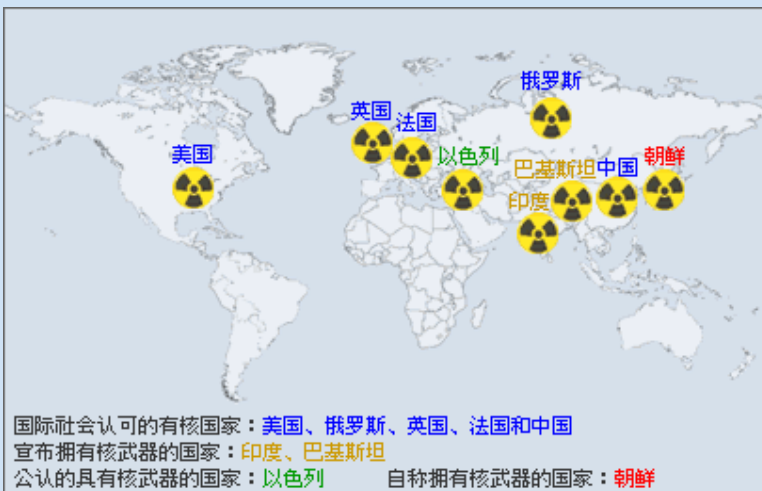 俄罗斯
英国
法国
美国
以色列
巴基斯坦
中国
朝鲜
印度
国际社会认可的有核国家：美国、俄罗斯、英国、法国和中国
宣布拥有核武器的国家：印度、巴基斯坦
公认的具有核武器的国家：以色列 自称拥有核武器的国家：朝鲜